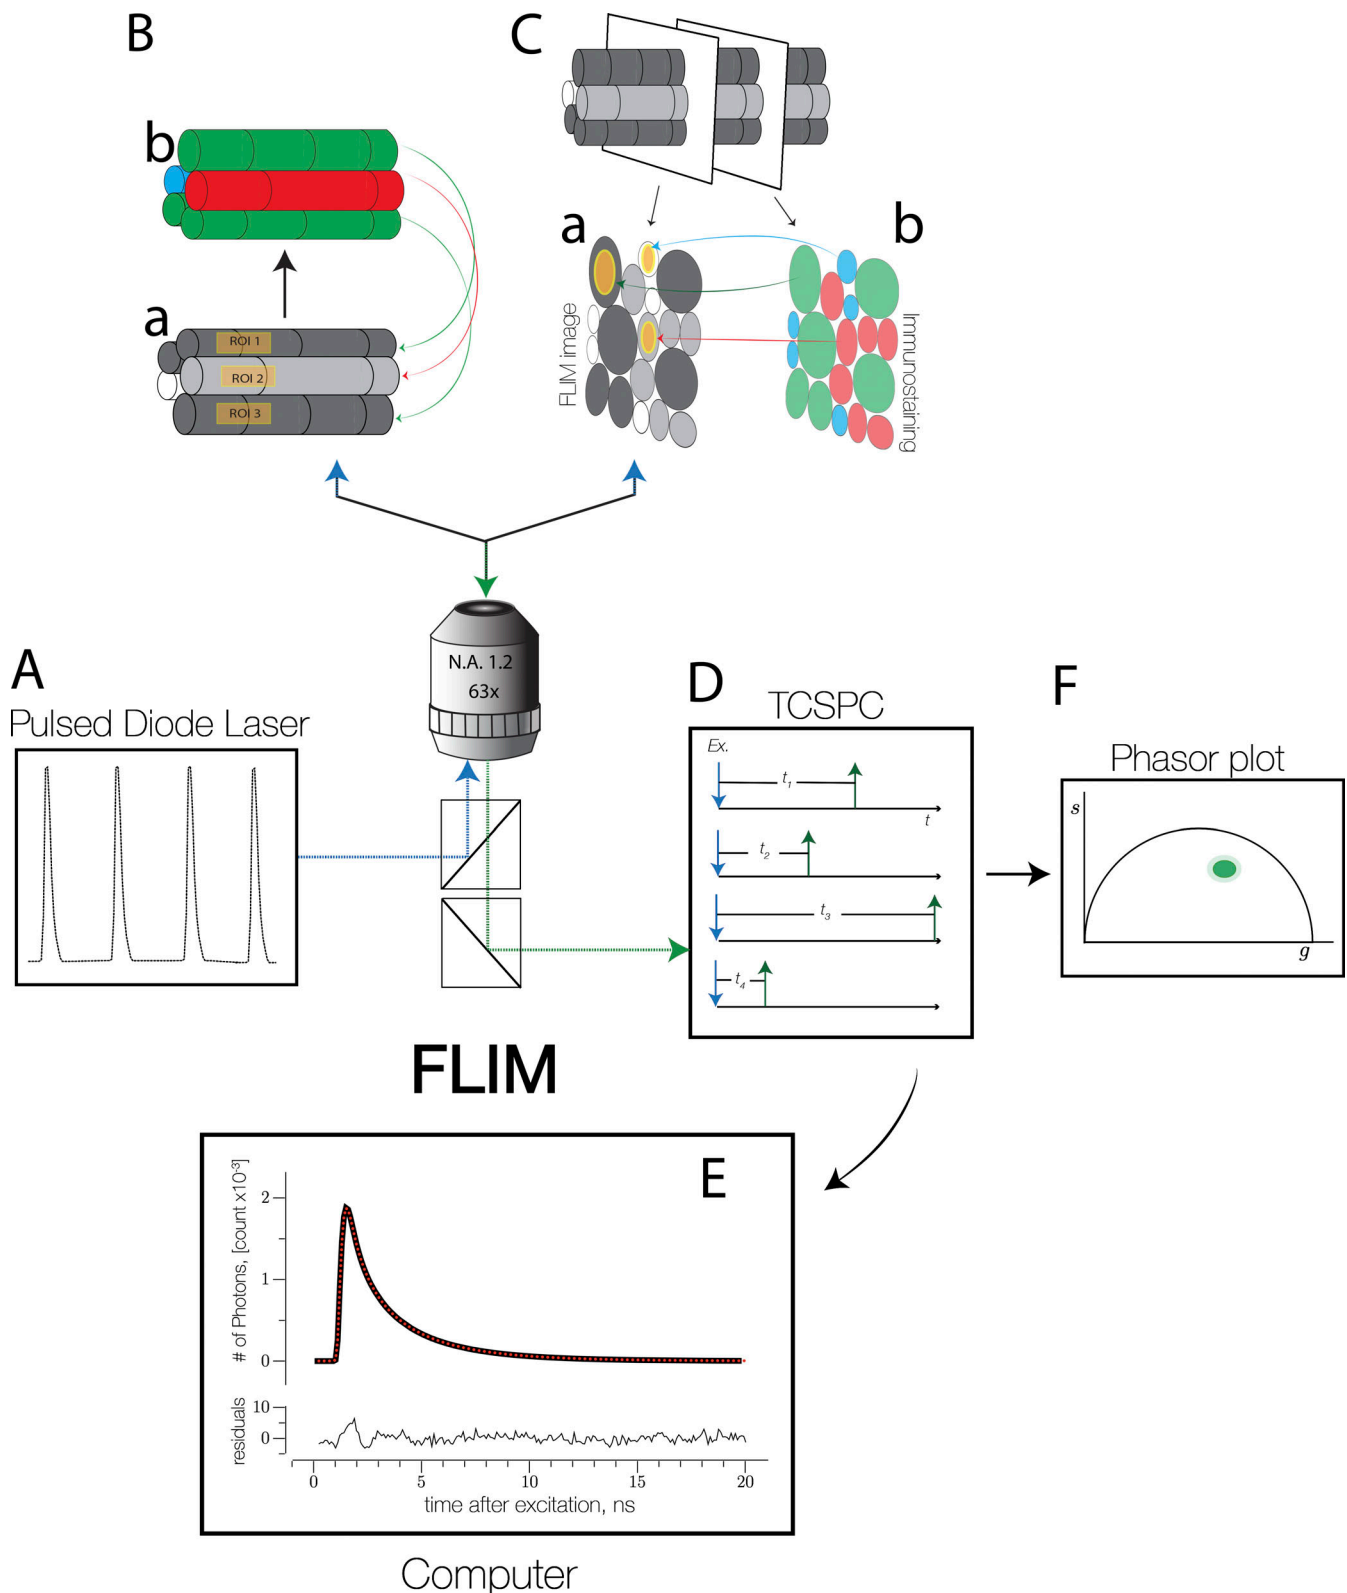 B
C
b
a
ROI 1
ROI 2
ROI 3
a
b
FLIM image
Immunostaining
N.A. 1.2
63x
A
Pulsed Diode Laser
D
TCSPC
Ex.
t1
t
t2
t3
t4
F
Phasor plot
s
g
FLIM
E
# of Photons, [count x10⁻³]
2
1
0
residuals
10
0
0 5 10 15 20
time after excitation, ns
Computer